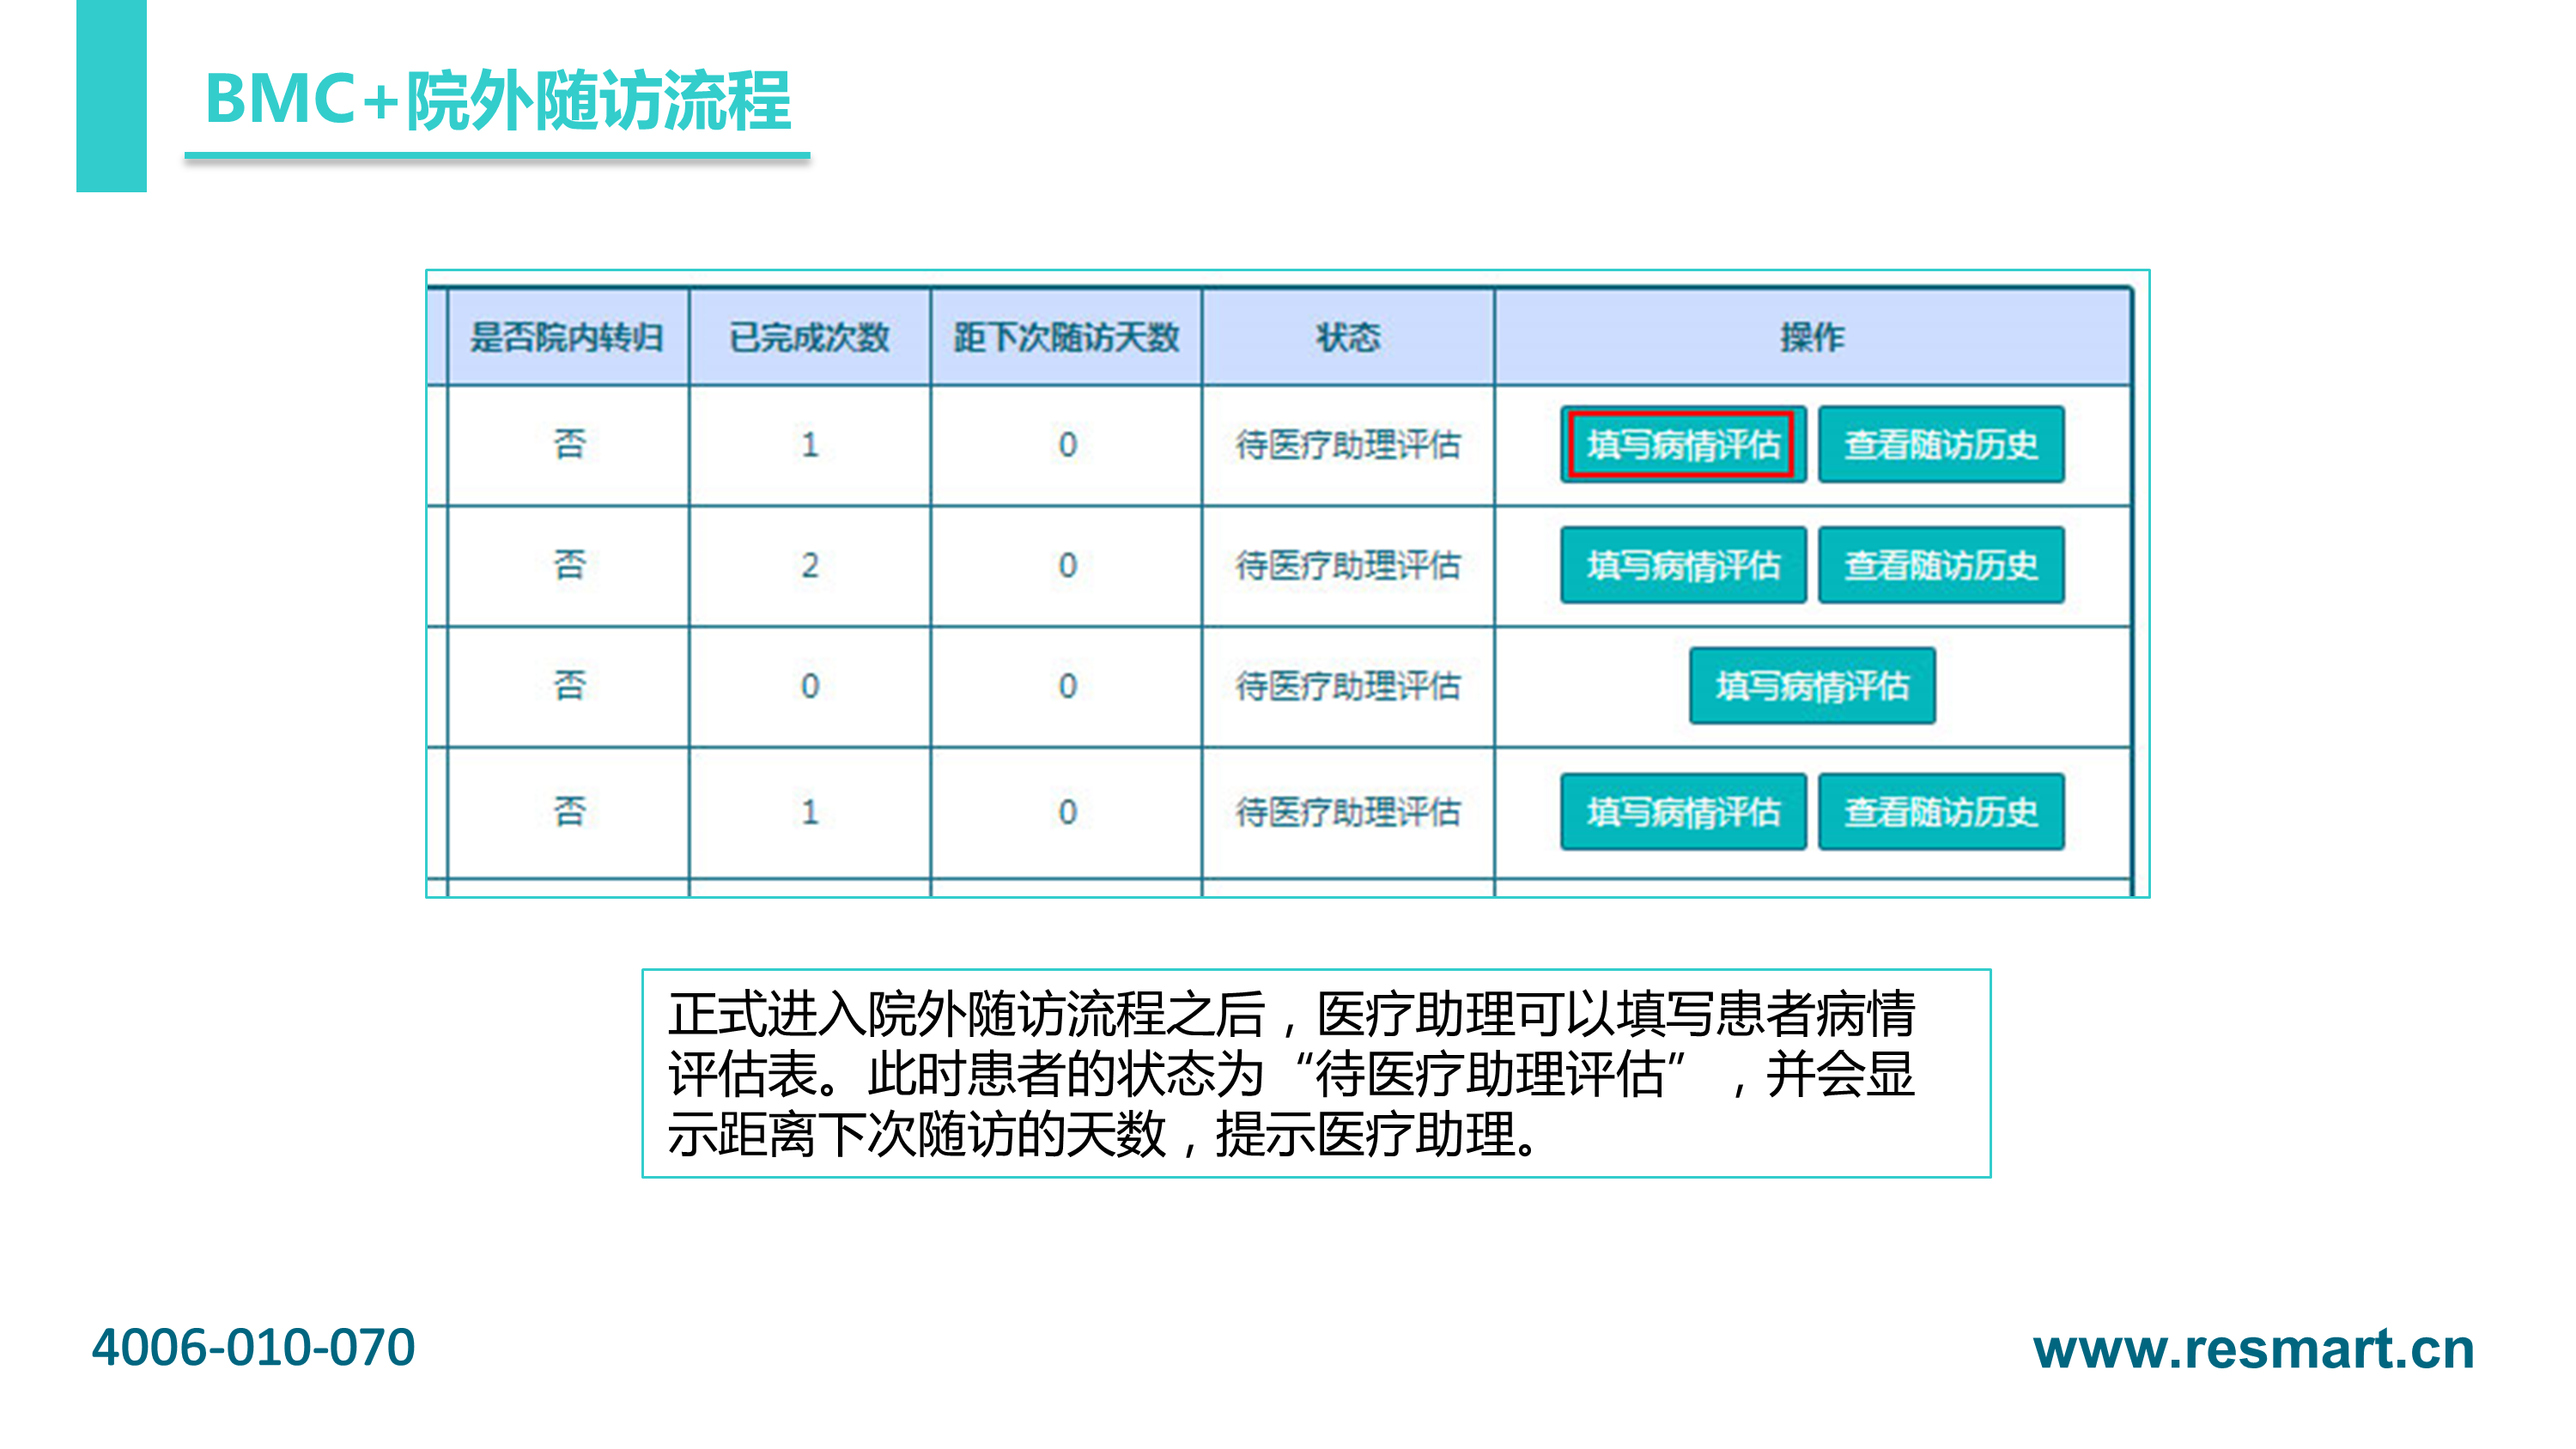 BMC+院外随访流程
是否院内转归 已完成次数 距下次随访天数 状态 操作
否 1 0 待医疗助理评估 填写病情评估 查看随访历史
否 2 0 待医疗助理评估 填写病情评估 查看随访历史
否 0 0 待医疗助理评估 填写病情评估
否 1 0 待医疗助理评估 填写病情评估 查看随访历史
正式进入院外随访流程之后，医疗助理可以填写患者病情
评估表。此时患者的状态为“待医疗助理评估”，并会显
示距离下次随访的天数，提示医疗助理。
4006-010-070
www.resmart.cn